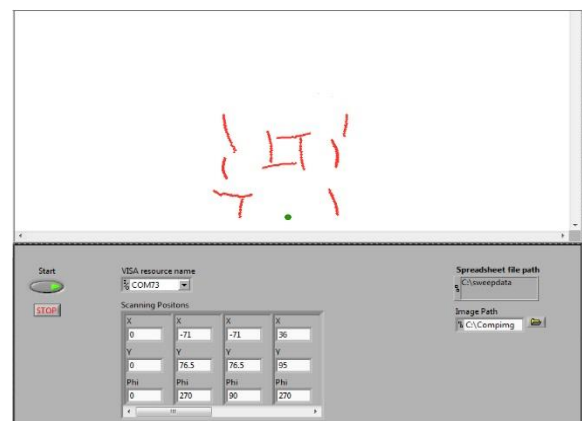 Start
STOP
VISA resource name
COM73
Scanning Positons
X X X X
0 -71 -71 36
Y Y Y Y
0 76.5 76.5 95
Phi Phi Phi Phi
0 270 90 270
Spreadsheet file path
C:\sweepdata
Image Path
C:\Compimg